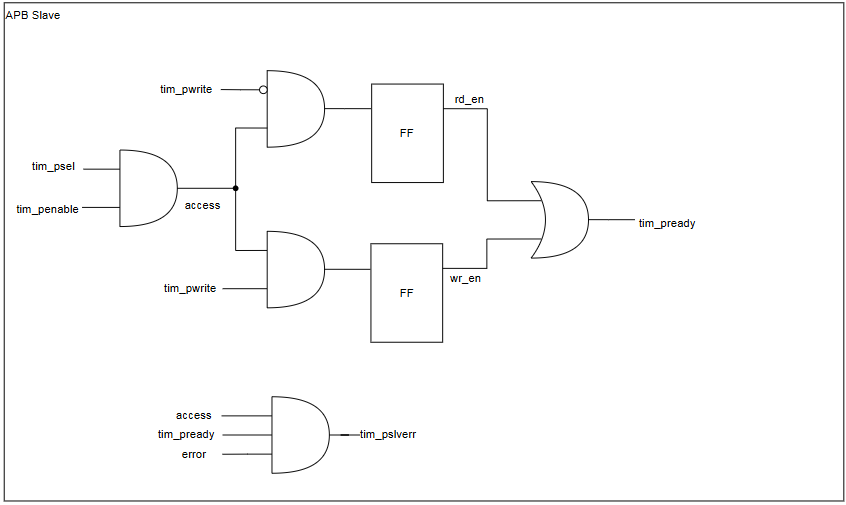 APB Slave
tim_pwrite
rd_en
FF
tim_psel
tim_penable
access
tim_pready
tim_pwrite
wr_en
FF
access
tim_pready
error
tim_pslverr